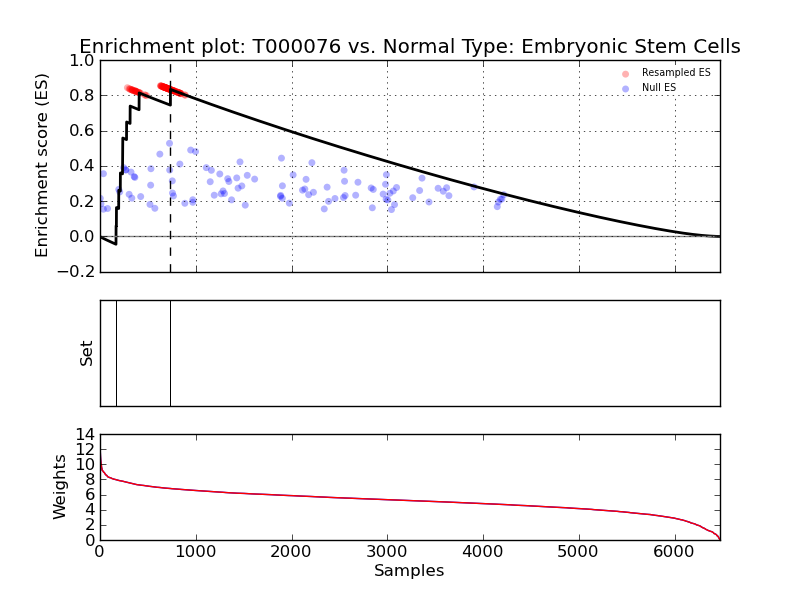 Enrichment plot: T000076 vs. Normal Type: Embryonic Stem Cells
Enrichment score (ES)
1.0
0.8
0.6
0.4
0.2
0.0
−0.2
Resampled ES
Null ES
Set
Weights
14
12
10
8
6
4
2
0
0 1000 2000 3000 4000 5000 6000
Samples